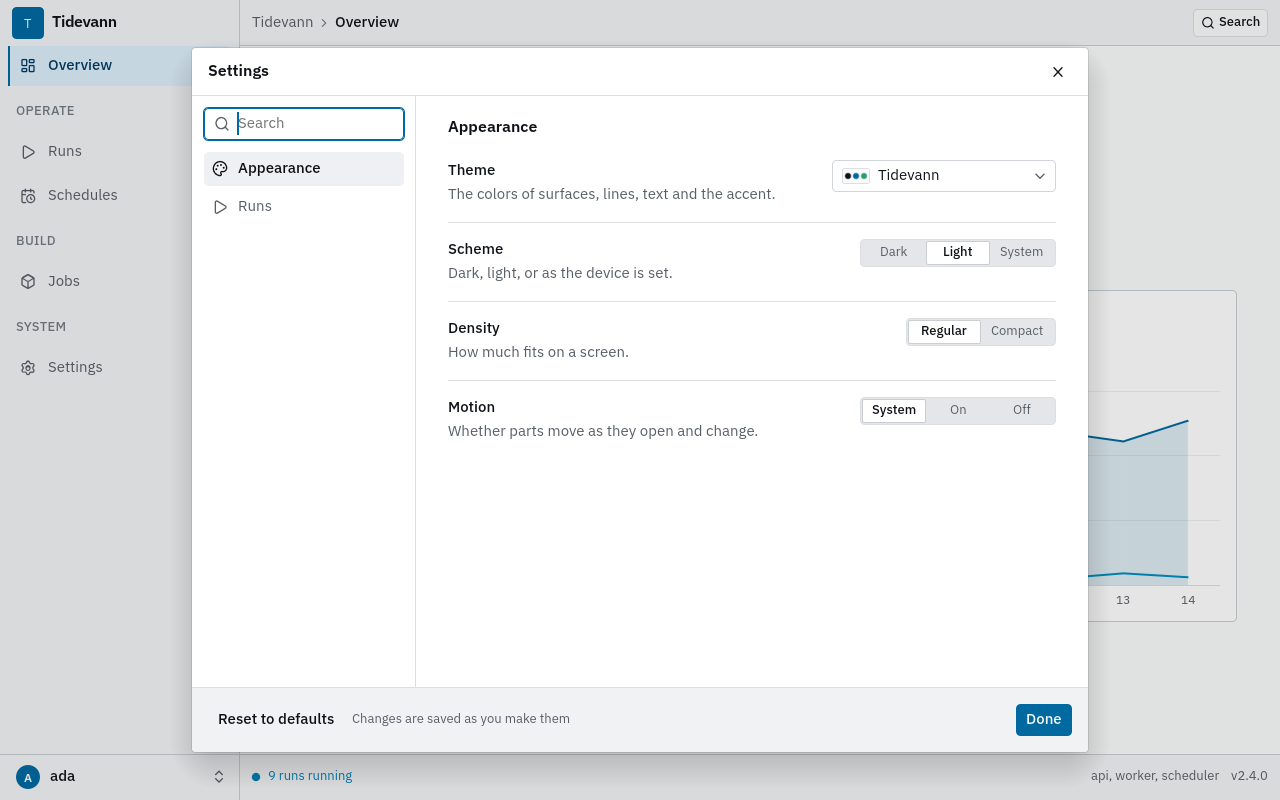 T Tidevann
Tidevann > Overview
Search
Overview
OPERATE
Runs
Schedules
BUILD
Jobs
SYSTEM
Settings
Settings
Search
Appearance
Runs
Appearance
Theme
The colors of surfaces, lines, text and the accent.
Tidevann
Scheme
Dark, light, or as the device is set.
Dark Light System
Density
How much fits on a screen.
Regular Compact
Motion
Whether parts move as they open and change.
System On Off
13 14
Reset to defaults Changes are saved as you make them Done
A ada
9 runs running
api, worker, scheduler v2.4.0